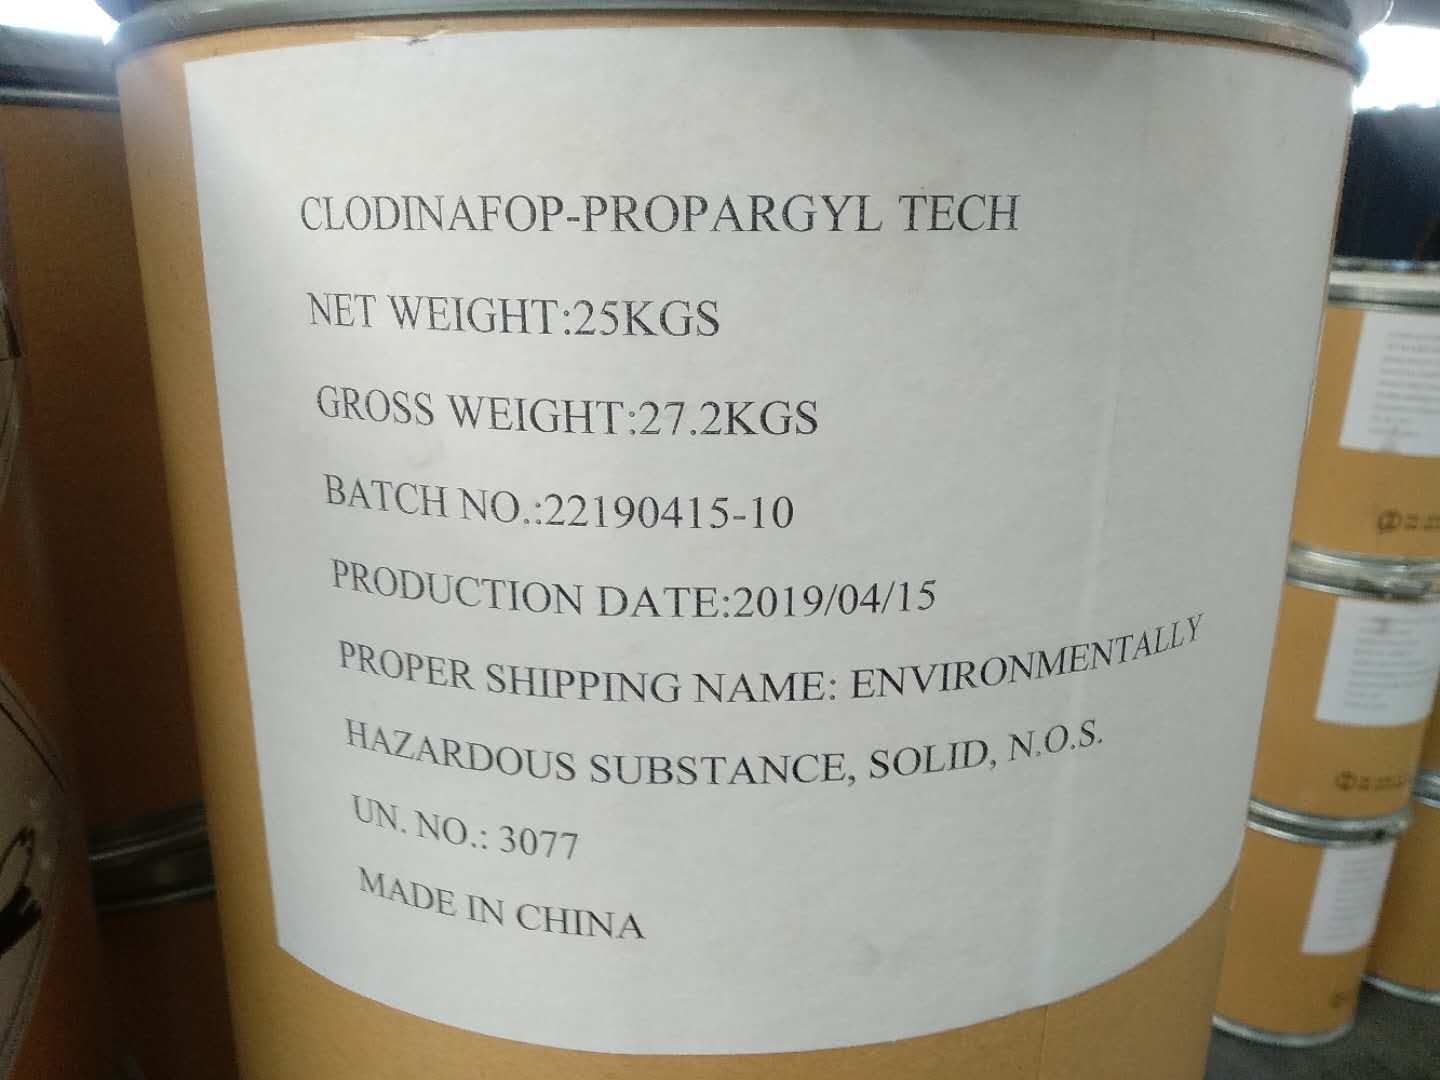 CLODINAFOP-PROPARGYL TECH
NET WEIGHT:25KGS
GROSS WEIGHT:27.2KGS
BATCH NO.:22190415-10
PRODUCTION DATE:2019/04/15
PROPER SHIPPING NAME: ENVIRONMENTALLY
HAZARDOUS SUBSTANCE, SOLID, N.O.S.
UN. NO.: 3077
MADE IN CHINA